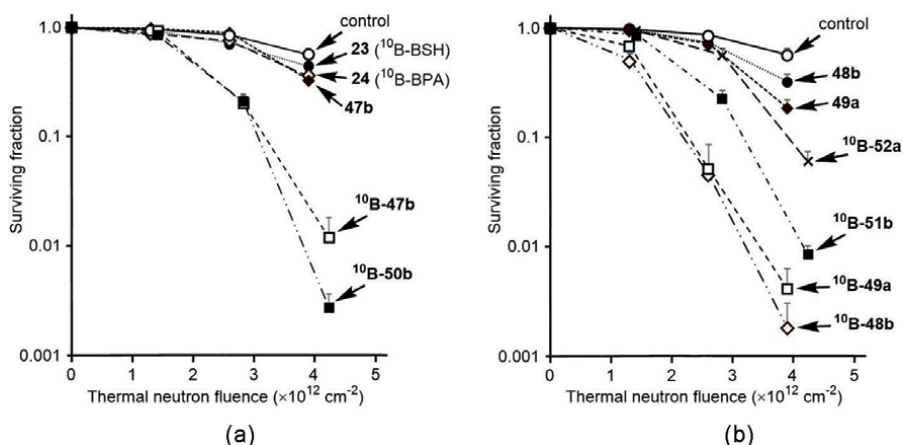 1.0
0.1
0.01
0.001
Surviving fraction
control
23 (¹⁰B-BSH)
24 (¹⁰B-BPA)
47b
¹⁰B-47b
¹⁰B-50b
0 1 2 3 4 5
Thermal neutron fluence (×10¹² cm⁻²)
(a)
1.0
0.1
0.01
0.001
Surviving fraction
control
48b
49a
¹⁰B-52a
¹⁰B-51b
¹⁰B-49a
¹⁰B-48b
0 1 2 3 4 5
Thermal neutron fluence (×10¹² cm⁻²)
(b)